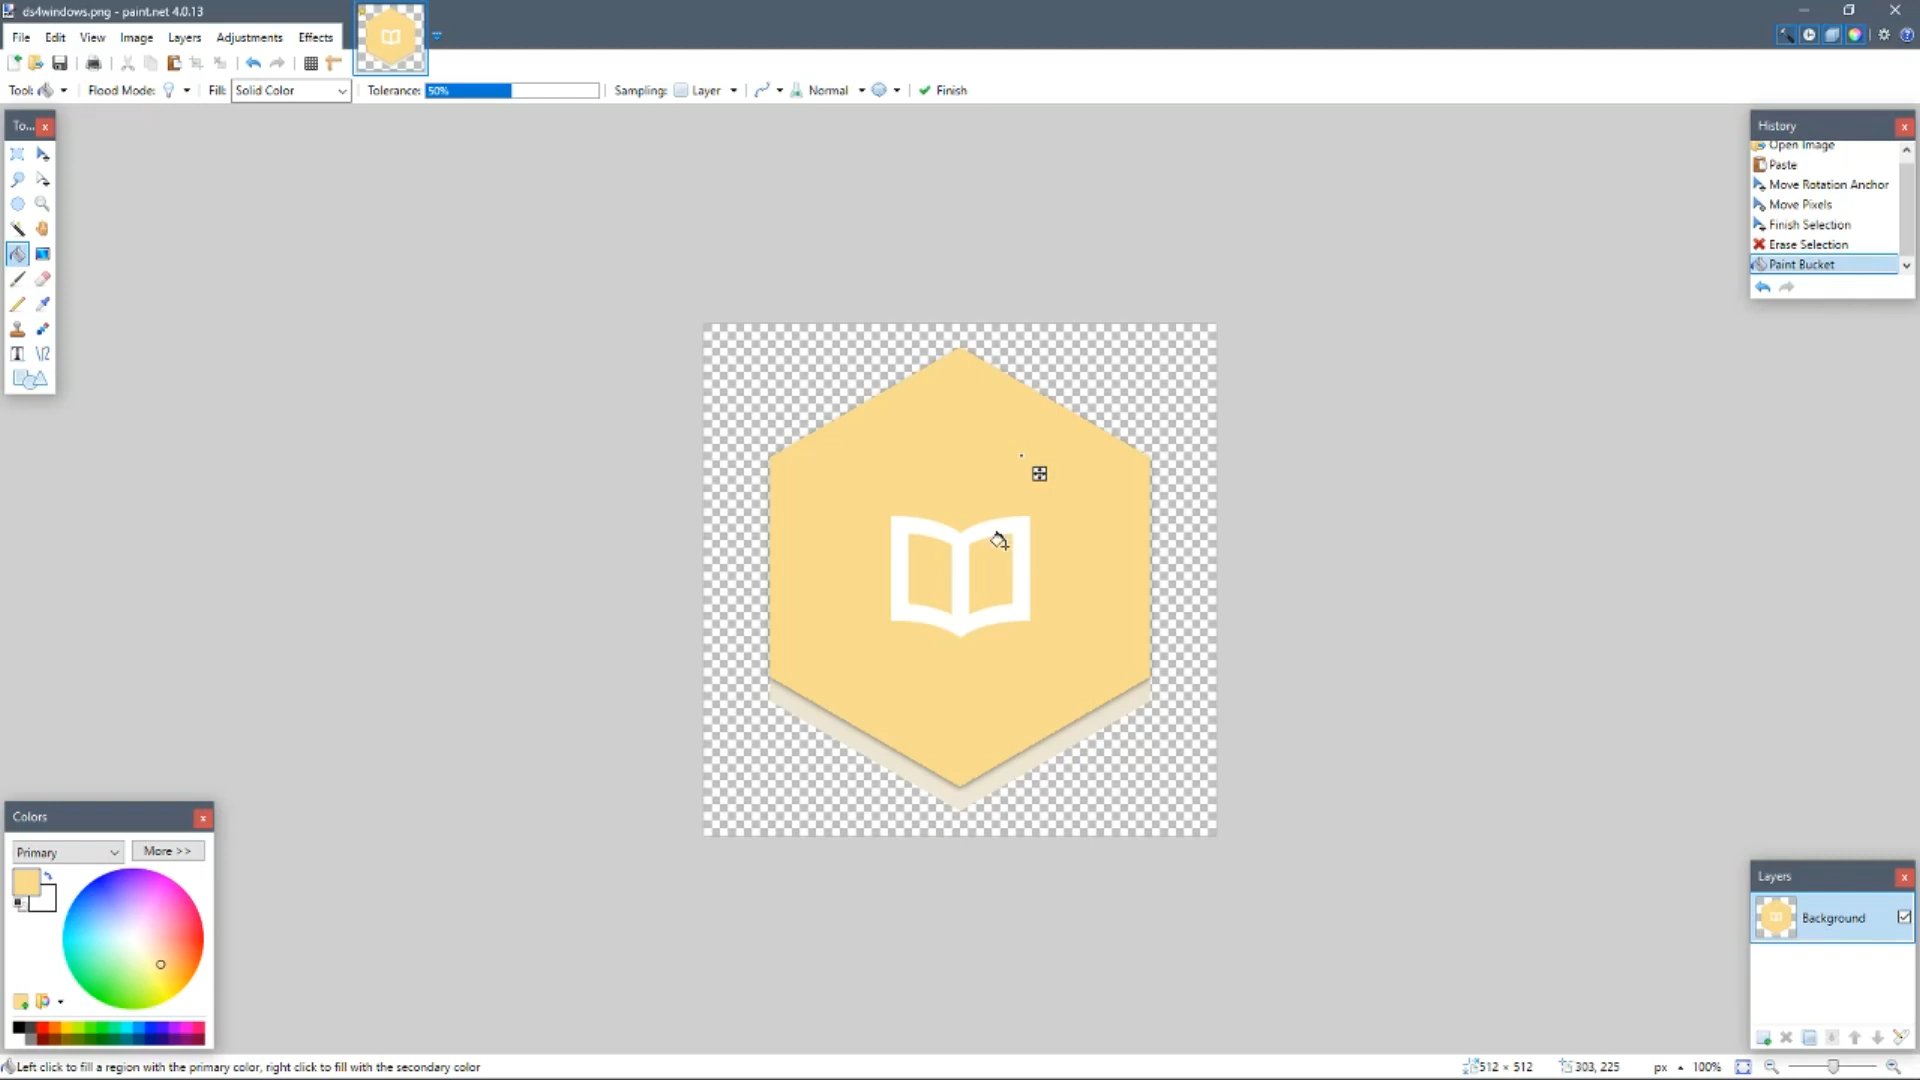 ds4windows.png - paint.net 4.0.13
File Edit View Image Layers Adjustments Effects
Tool: Flood Mode: Fill: Solid Color Tolerance: 50% Sampling: Layer Normal Finish
To...
History
Open Image
Paste
Move Rotation Anchor
Move Pixels
Finish Selection
Erase Selection
Paint Bucket
Colors
Primary More >>
Layers
Background
Left click to fill a region with the primary color, right click to fill with the secondary color 512 × 512 303, 225 px 100%